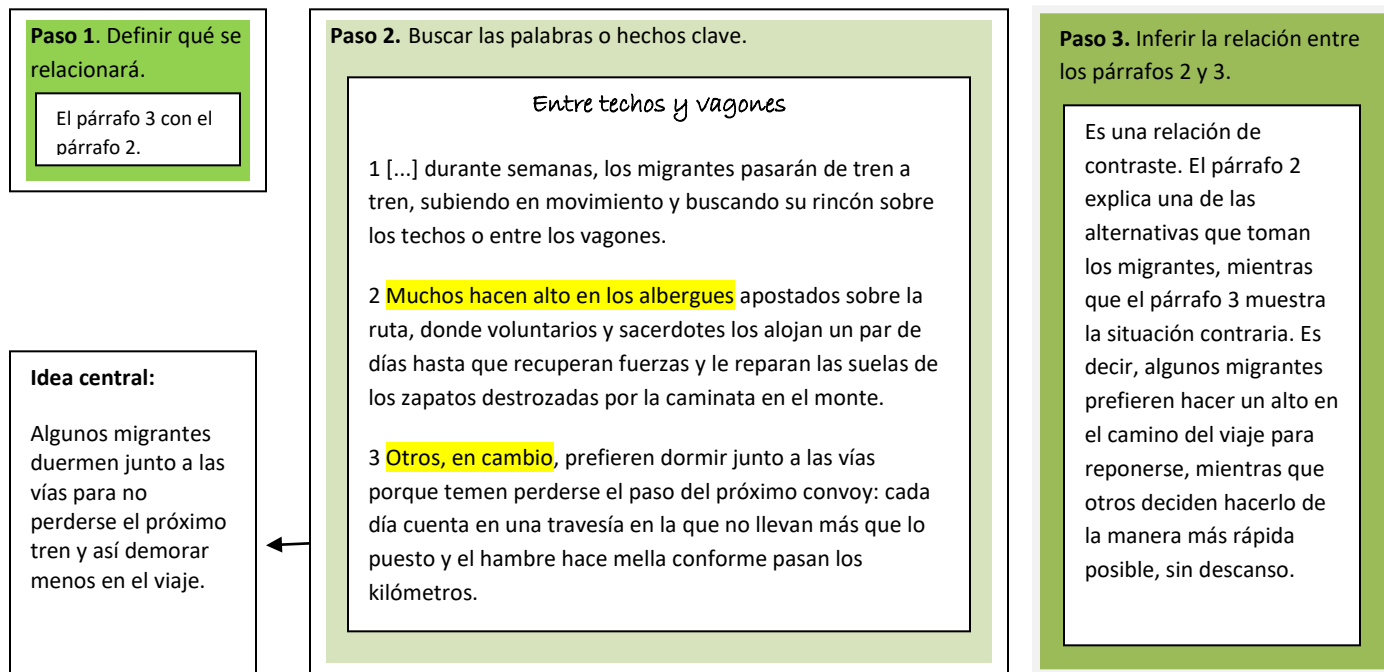 Paso 1. Definir qué se
relacionará.
El párrafo 3 con el
párrafo 2.
Idea central:
Algunos migrantes
duermen junto a las
vías para no
perderse el próximo
tren y así demorar
menos en el viaje.
Paso 2. Buscar las palabras o hechos clave.
Entre techos y vagones
1 [...] durante semanas, los migrantes pasarán de tren a
tren, subiendo en movimiento y buscando su rincón sobre
los techos o entre los vagones.
2 Muchos hacen alto en los albergues apostados sobre la
ruta, donde voluntarios y sacerdotes los alojan un par de
días hasta que recuperan fuerzas y le reparan las suelas de
los zapatos destrozadas por la caminata en el monte.
3 Otros, en cambio, prefieren dormir junto a las vías
porque temen perderse el paso del próximo convoy: cada
día cuenta en una travesía en la que no llevan más que lo
puesto y el hambre hace mella conforme pasan los
kilómetros.
Paso 3. Inferir la relación entre
los párrafos 2 y 3.
Es una relación de
contraste. El párrafo 2
explica una de las
alternativas que toman
los migrantes, mientras
que el párrafo 3 muestra
la situación contraria. Es
decir, algunos migrantes
prefieren hacer un alto en
el camino del viaje para
reponerse, mientras que
otros deciden hacerlo de
la manera más rápida
posible, sin descanso.